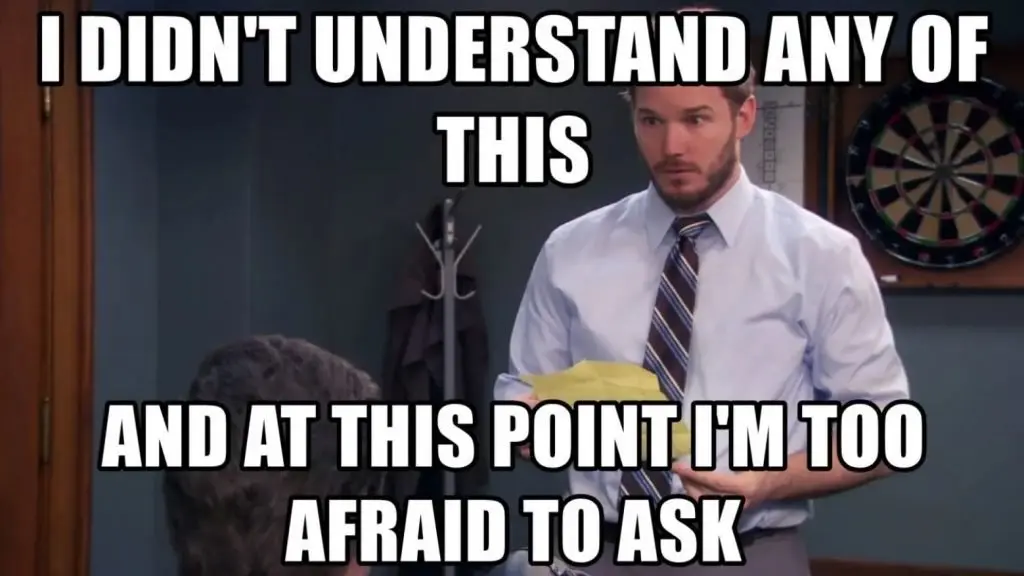 I DIDN'T UNDERSTAND ANY OF
THIS
AND AT THIS POINT I'M TOO
AFRAID TO ASK